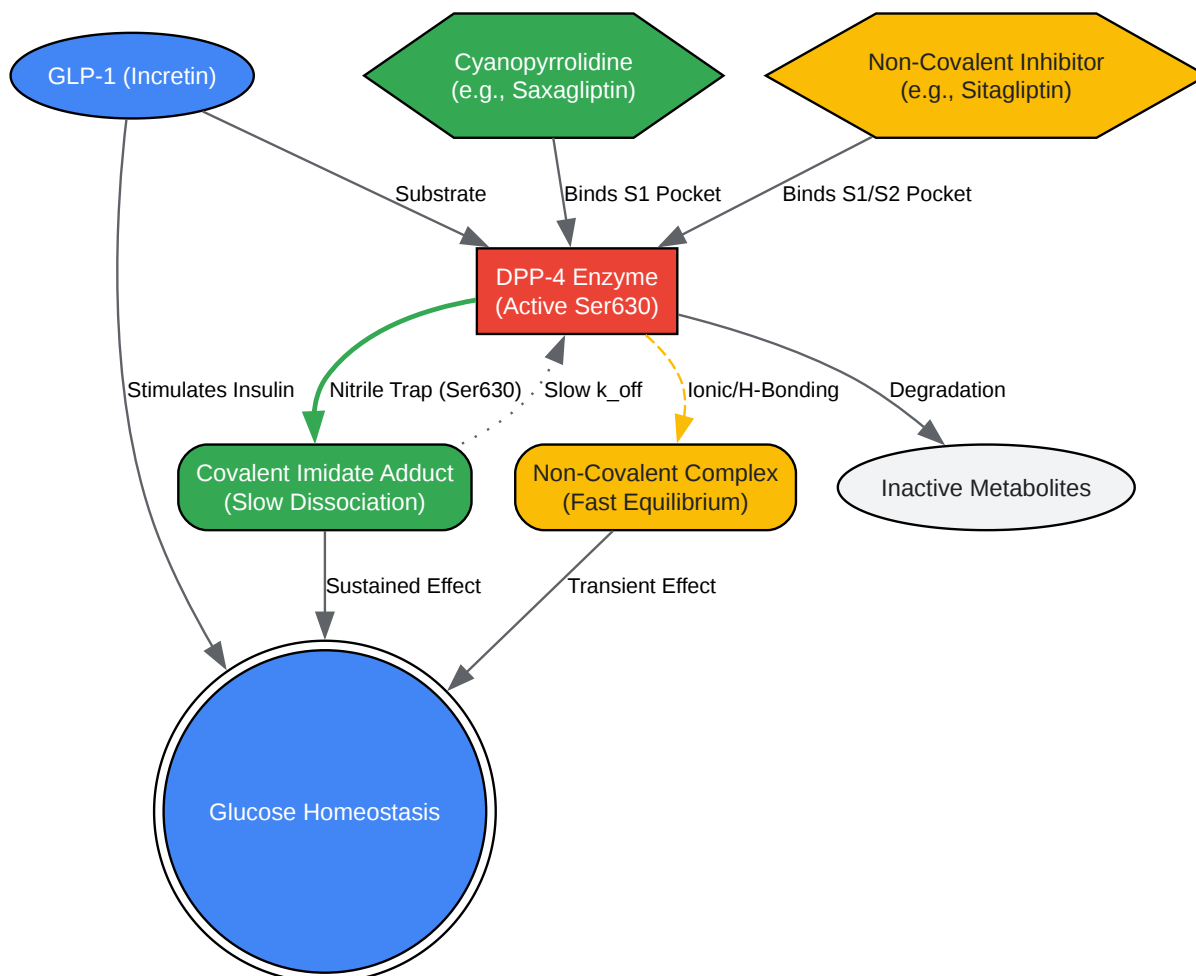 GLP-1 (Incretin)
Cyanopyrrolidine
(e.g., Saxagliptin)
Non-Covalent Inhibitor
(e.g., Sitagliptin)
Substrate
Binds S1 Pocket
Binds S1/S2 Pocket
DPP-4 Enzyme
(Active Ser630)
Stimulates Insulin
Nitrile Trap (Ser630)
Slow k_off
Ionic/H-Bonding
Degradation
Covalent Imidate Adduct
(Slow Dissociation)
Non-Covalent Complex
(Fast Equilibrium)
Inactive Metabolites
Sustained Effect
Transient Effect
Glucose Homeostasis